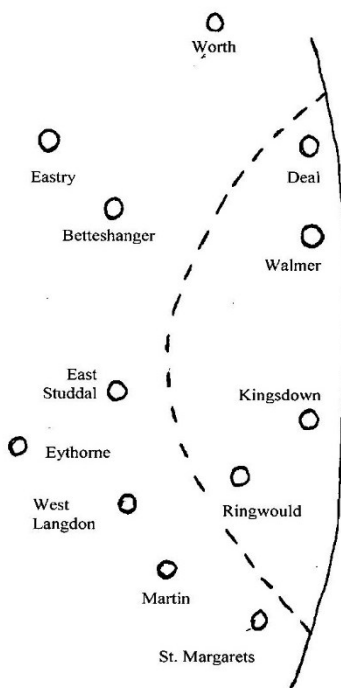 Worth
Eastry
Deal
Betteshanger
Walmer
East
Studdal
Kingsdown
Eythorne
West
Langdon
Ringwould
Martin
St. Margarets